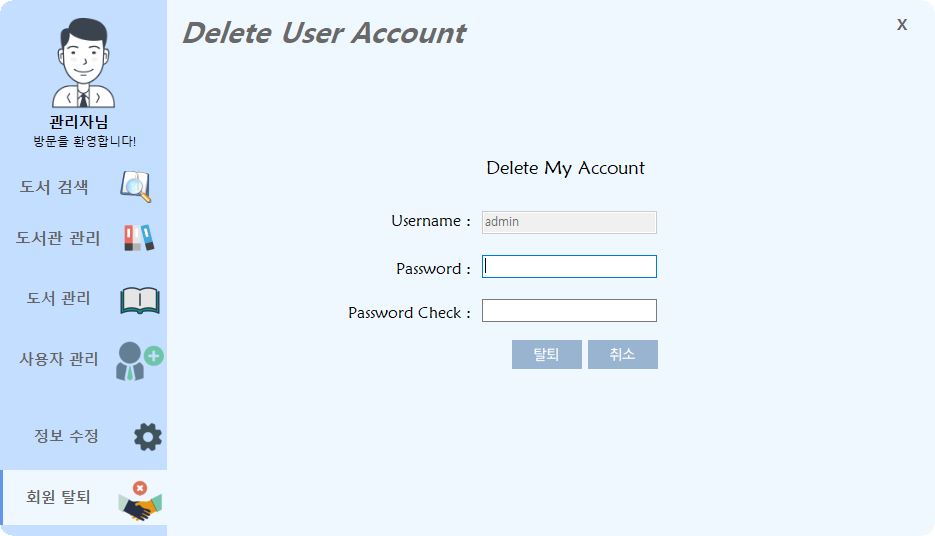 Delete User Account
X
관리자님
방문을 환영합니다!
도서 검색
도서관 관리
도서 관리
사용자 관리
정보 수정
회원 탈퇴
Delete My Account
Username : admin
Password :
Password Check :
탈퇴 취소